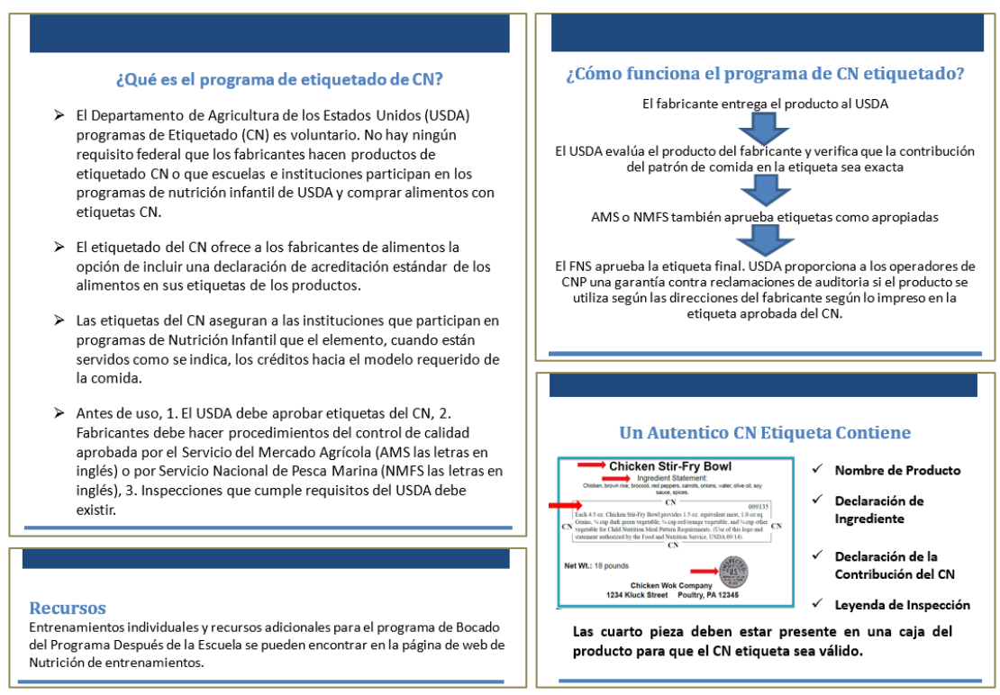 ¿Qué es el programa de etiquetado de CN?
➢ El Departamento de Agricultura de los Estados Unidos (USDA)
programas de Etiquetado (CN) es voluntario. No hay ningún
requisito federal que los fabricantes hacen productos de
etiquetado CN o que escuelas e instituciones participan en los
programas de nutrición infantil de USDA y comprar alimentos con
etiquetas CN.
➢ El etiquetado del CN ofrece a los fabricantes de alimentos la
opción de incluir una declaración de acreditación estándar de los
alimentos en sus etiquetas de los productos.
➢ Las etiquetas del CN aseguran a las instituciones que participan en
programas de Nutrición Infantil que el elemento, cuando están
servidos como se indica, los créditos hacia el modelo requerido de
la comida.
➢ Antes de uso, 1. El USDA debe aprobar etiquetas del CN, 2.
Fabricantes debe hacer procedimientos del control de calidad
aprobada por el Servicio del Mercado Agrícola (AMS las letras en
inglés) o por Servicio Nacional de Pesca Marina (NMFS las letras en
inglés), 3. Inspecciones que cumple requisitos del USDA debe
existir.
Recursos
Entrenamientos individuales y recursos adicionales para el programa de Bocado
del Programa Después de la Escuela se pueden encontrar en la página de web de
Nutrición de entrenamientos.
¿Cómo funciona el programa de CN etiquetado?
El fabricante entrega el producto al USDA
El USDA evalúa el producto del fabricante y verifica que la contribución
del patrón de comida en la etiqueta sea exacta
AMS o NMFS también aprueba etiquetas como apropiadas
El FNS aprueba la etiqueta final. USDA proporciona a los operadores de
CNP una garantía contra reclamaciones de auditoria si el producto se
utiliza según las direcciones del fabricante según lo impreso en la
etiqueta aprobada del CN.
Un Autentico CN Etiqueta Contiene
Chicken Stir-Fry Bowl
Ingredient Statement:
Chicken, brown rice, broccoli, red peppers, carrots, onions, water, olive oil, soy
sauce, spices.
CN
099135
Each 4.5 oz. Chicken Stir-Fry Bowl provides 1.5 oz. equivalent meat, 1.0 oz eq
Grains, ¼ cup dark green vegetable, ¼ cup red/orange vegetable, and ⅛ cup other
CN vegetable for Child Nutrition Meal Pattern Requirements. (Use of this logo and CN
statement authorized by the Food and Nutrition Service, USDA 09/14).
CN
Net Wt.: 18 pounds
INSPECTED
US
Chicken Wok Company
1234 Kluck Street Poultry, PA 12345
✓ Nombre de Producto
✓ Declaración de
Ingrediente
✓ Declaración de la
Contribución del CN
✓ Leyenda de Inspección
Las cuarto pieza deben estar presente en una caja del
producto para que el CN etiqueta sea válido.